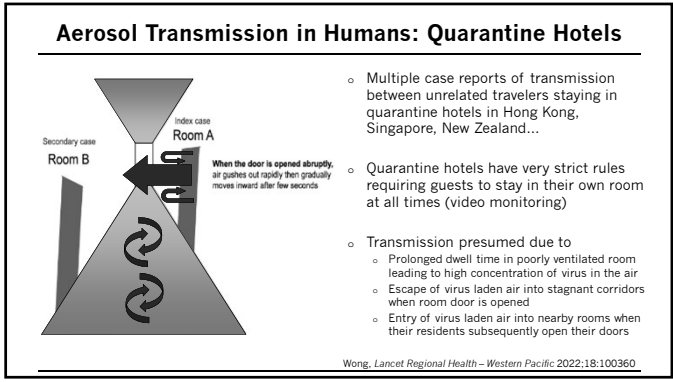 Aerosol Transmission in Humans: Quarantine Hotels
Index case
Room A
Secondary case
Room B
When the door is opened abruptly,
air gushes out rapidly then gradually
moves inward after few seconds
o Multiple case reports of transmission
between unrelated travelers staying in
quarantine hotels in Hong Kong,
Singapore, New Zealand...
o Quarantine hotels have very strict rules
requiring guests to stay in their own room
at all times (video monitoring)
o Transmission presumed due to
o Prolonged dwell time in poorly ventilated room
leading to high concentration of virus in the air
o Escape of virus laden air into stagnant corridors
when room door is opened
o Entry of virus laden air into nearby rooms when
their residents subsequently open their doors
Wong, Lancet Regional Health – Western Pacific 2022;18:100360